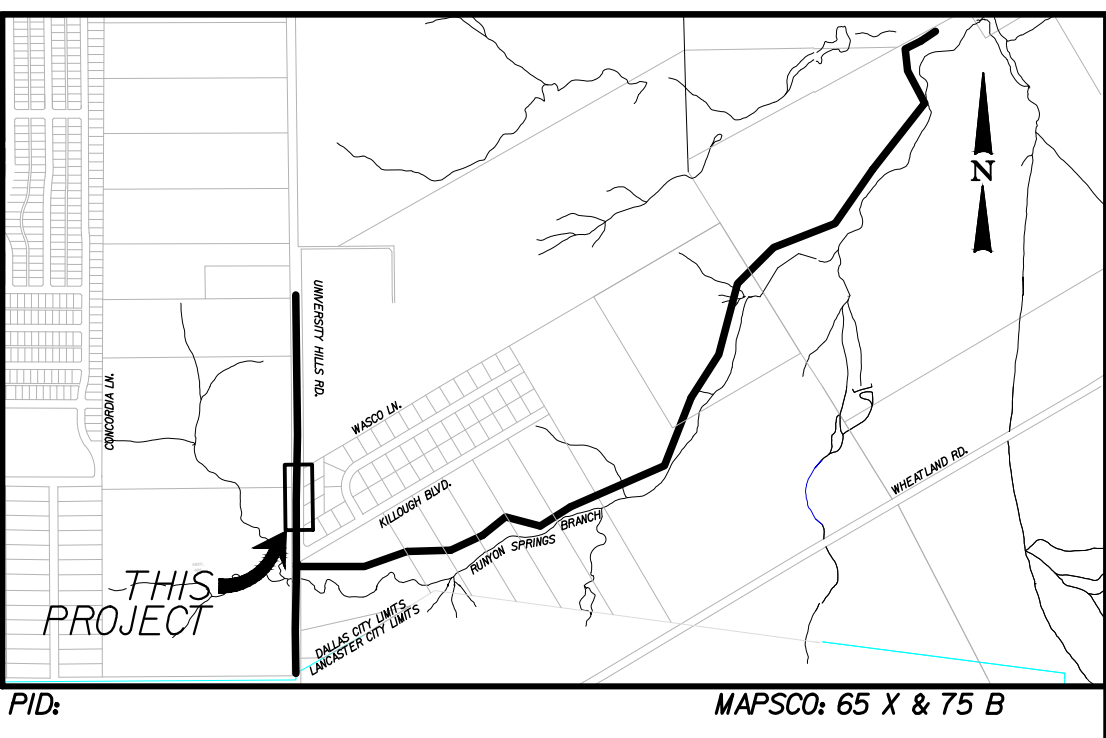 N
UNIVERSITY HILLS RD.
CONCORDIA LN.
WASCO LN.
KILLOUGH BLVD.
WHEATLAND RD.
RUNYON SPRINGS BRANCH
THIS
PROJECT
DALLAS CITY LIMITS
LANCASTER CITY LIMITS
PID:
MAPSCO: 65 X & 75 B